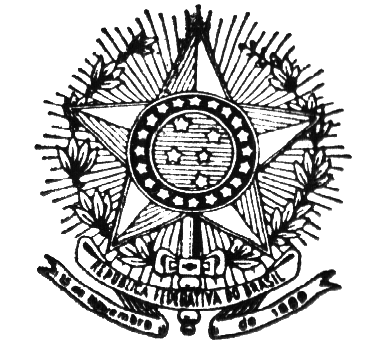 REPUBLICA FEDERATIVA DO BRASIL
15 de Novembro de 1889